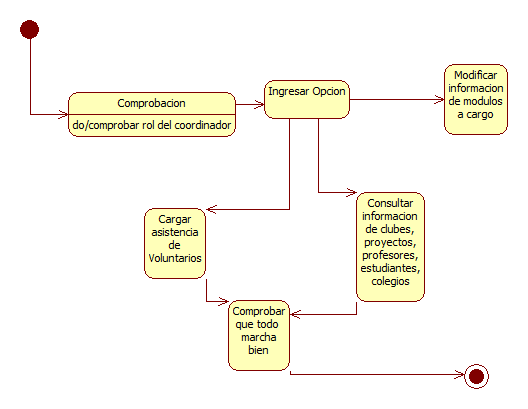 Comprobacion
do/comprobar rol del coordinador
Ingresar Opcion
Modificar
informacion
de modulos
a cargo
Cargar
asistencia
de
Voluntarios
Consultar
informacion
de clubes,
proyectos,
profesores,
estudiantes,
colegios
Comprobar
que todo
marcha
bien